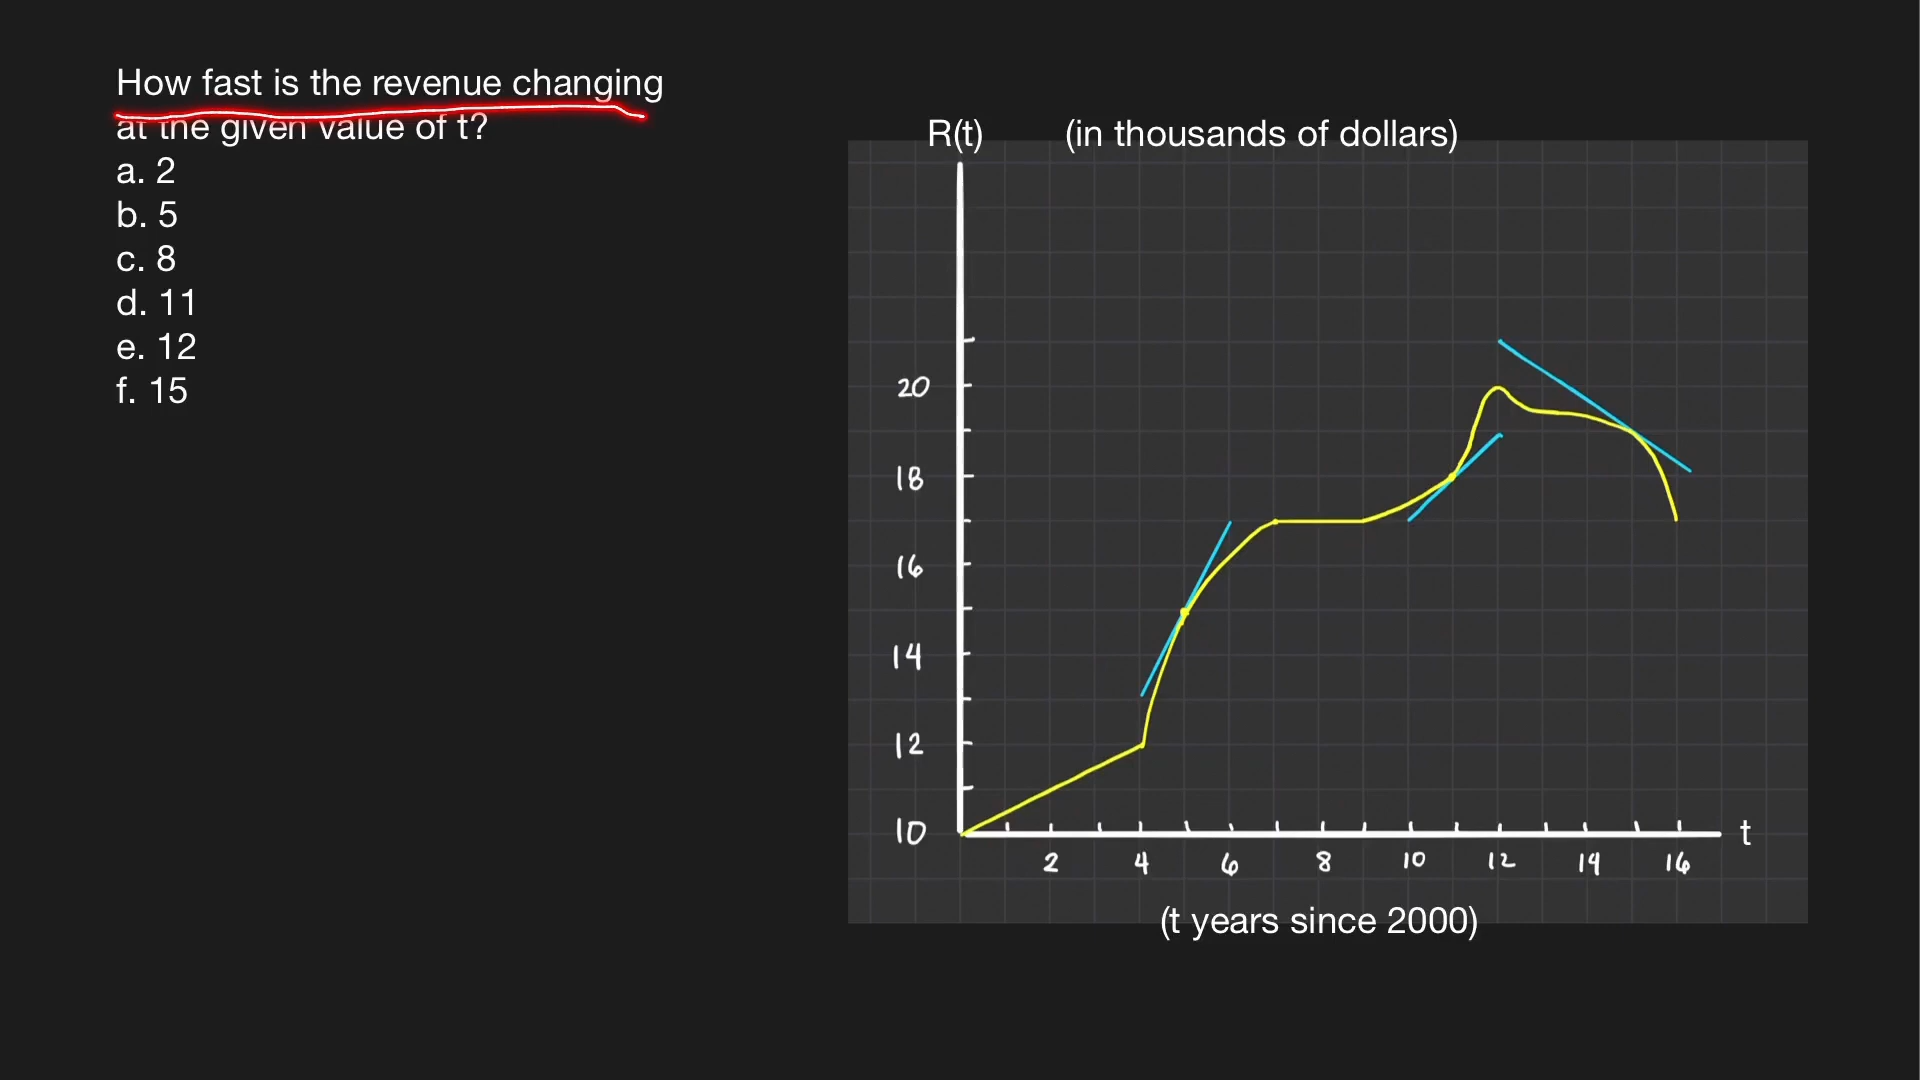 How fast is the revenue changing
at the given value of t?
a. 2
b. 5
c. 8
d. 11
e. 12
f. 15
R(t) (in thousands of dollars)
20
18
16
14
12
10
t
2 4 6 8 10 12 14 16
(t years since 2000)